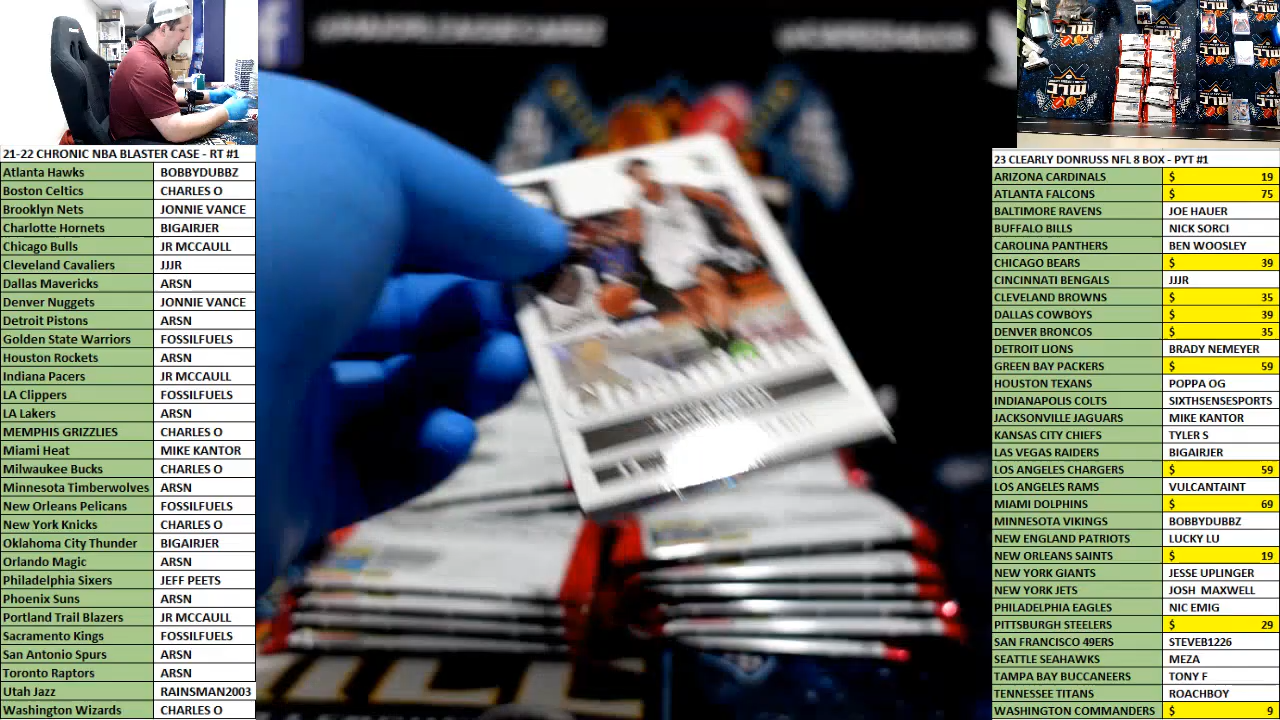 21-22 CHRONIC NBA BLASTER CASE - RT #1
Atlanta Hawks BOBBYDUBBZ
Boston Celtics CHARLES O
Brooklyn Nets JONNIE VANCE
Charlotte Hornets BIGAIRJER
Chicago Bulls JR MCCAULL
Cleveland Cavaliers JJJR
Dallas Mavericks ARSN
Denver Nuggets JONNIE VANCE
Detroit Pistons ARSN
Golden State Warriors FOSSILFUELS
Houston Rockets ARSN
Indiana Pacers JR MCCAULL
LA Clippers FOSSILFUELS
LA Lakers ARSN
MEMPHIS GRIZZLIES CHARLES O
Miami Heat MIKE KANTOR
Milwaukee Bucks CHARLES O
Minnesota Timberwolves ARSN
New Orleans Pelicans FOSSILFUELS
New York Knicks CHARLES O
Oklahoma City Thunder BIGAIRJER
Orlando Magic ARSN
Philadelphia Sixers JEFF PEETS
Phoenix Suns ARSN
Portland Trail Blazers JR MCCAULL
Sacramento Kings FOSSILFUELS
San Antonio Spurs ARSN
Toronto Raptors ARSN
Utah Jazz RAINSMAN2003
Washington Wizards CHARLES O
23 CLEARLY DONRUSS NFL 8 BOX - PYT #1
ARIZONA CARDINALS $ 19
ATLANTA FALCONS $ 75
BALTIMORE RAVENS JOE HAUER
BUFFALO BILLS NICK SORCI
CAROLINA PANTHERS BEN WOOSLEY
CHICAGO BEARS $ 39
CINCINNATI BENGALS JJJR
CLEVELAND BROWNS $ 35
DALLAS COWBOYS $ 39
DENVER BRONCOS $ 35
DETROIT LIONS BRADY NEMEYER
GREEN BAY PACKERS $ 59
HOUSTON TEXANS POPPA OG
INDIANAPOLIS COLTS SIXTHSENSESPORTS
JACKSONVILLE JAGUARS MIKE KANTOR
KANSAS CITY CHIEFS TYLER S
LAS VEGAS RAIDERS BIGAIRJER
LOS ANGELES CHARGERS $ 59
LOS ANGELES RAMS VULCANTAINT
MIAMI DOLPHINS $ 69
MINNESOTA VIKINGS BOBBYDUBBZ
NEW ENGLAND PATRIOTS LUCKY LU
NEW ORLEANS SAINTS $ 19
NEW YORK GIANTS JESSE UPLINGER
NEW YORK JETS JOSH MAXWELL
PHILADELPHIA EAGLES NIC EMIG
PITTSBURGH STEELERS $ 29
SAN FRANCISCO 49ERS STEVEB1226
SEATTLE SEAHAWKS MEZA
TAMPA BAY BUCCANEERS TONY F
TENNESSEE TITANS ROACHBOY
WASHINGTON COMMANDERS $ 9